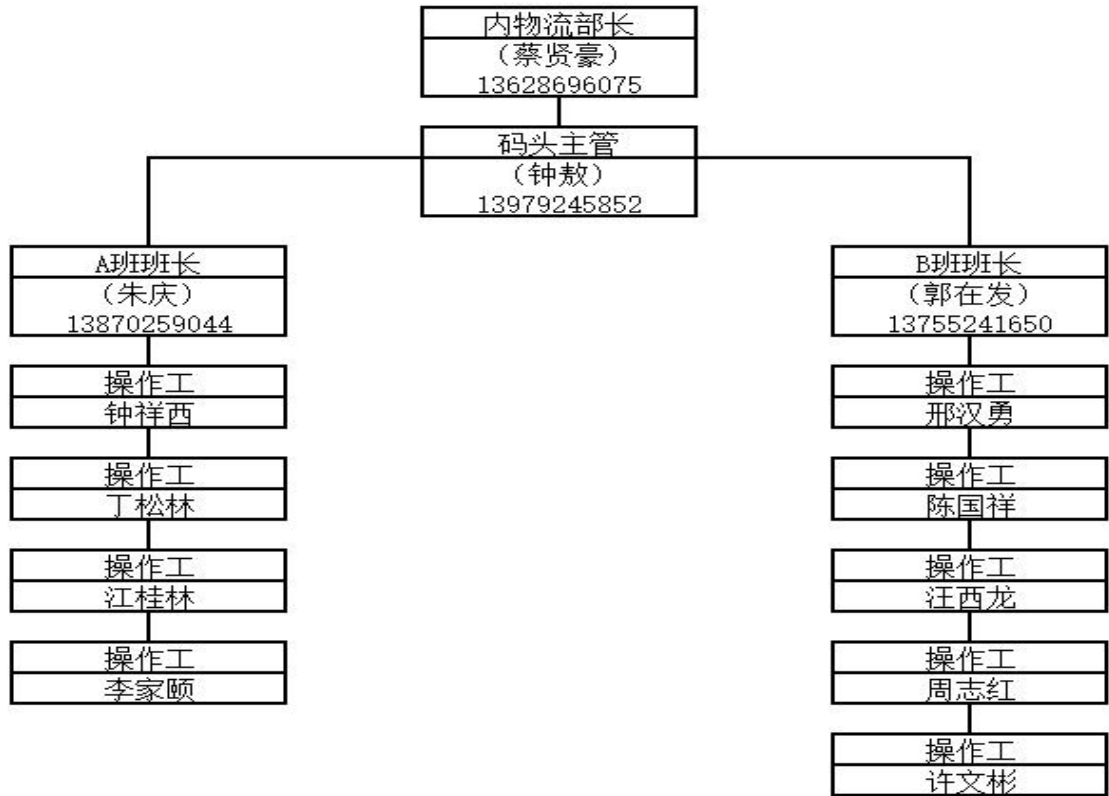 内物流部长
（蔡贤豪）
13628696075
码头主管
（钟敖）
13979245852
A班班长
（朱庆）
13870259044
操作工
钟祥西
操作工
丁松林
操作工
江桂林
操作工
李家颐
B班班长
（郭在发）
13755241650
操作工
邢汉勇
操作工
陈国祥
操作工
汪西龙
操作工
周志红
操作工
许文彬